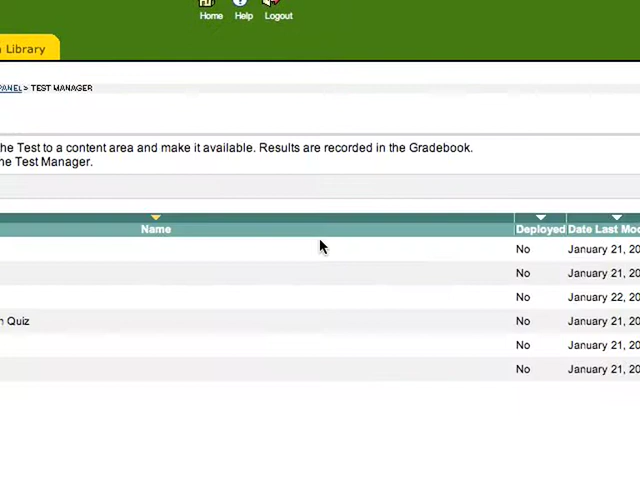 Home Help Logout
Library
PANEL > TEST MANAGER
the Test to a content area and make it available. Results are recorded in the Gradebook.
he Test Manager.
Name Deployed Date Last Mod
No January 21, 20
No January 21, 20
No January 22, 20
n Quiz No January 21, 20
No January 21, 20
No January 21, 20